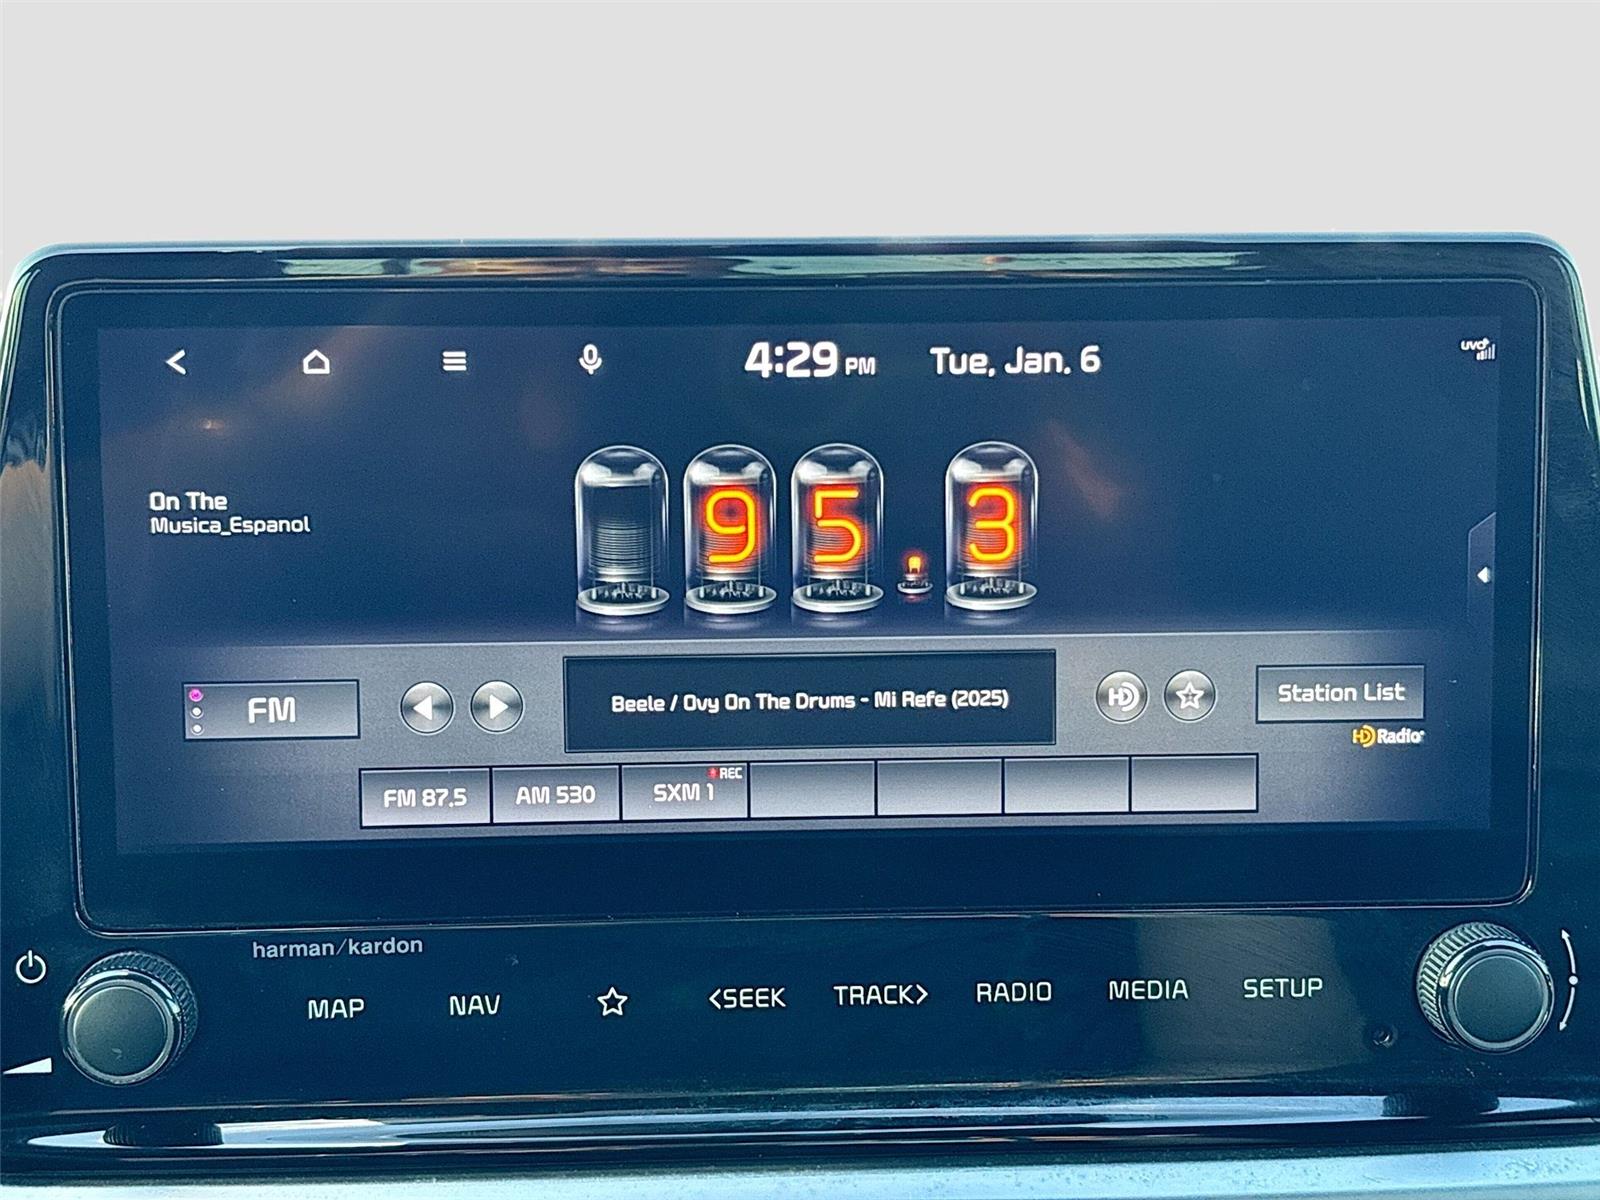 4:29 PM Tue, Jan. 6
UVO
On The
Musica_Espanol
95.3
FM
Beele / Ovy On The Drums - Mi Refe (2025)
HD
Station List
HD Radio
FM 87.5
AM 530
REC
SXM 1
harman/kardon
MAP NAV <SEEK TRACK> RADIO MEDIA SETUP